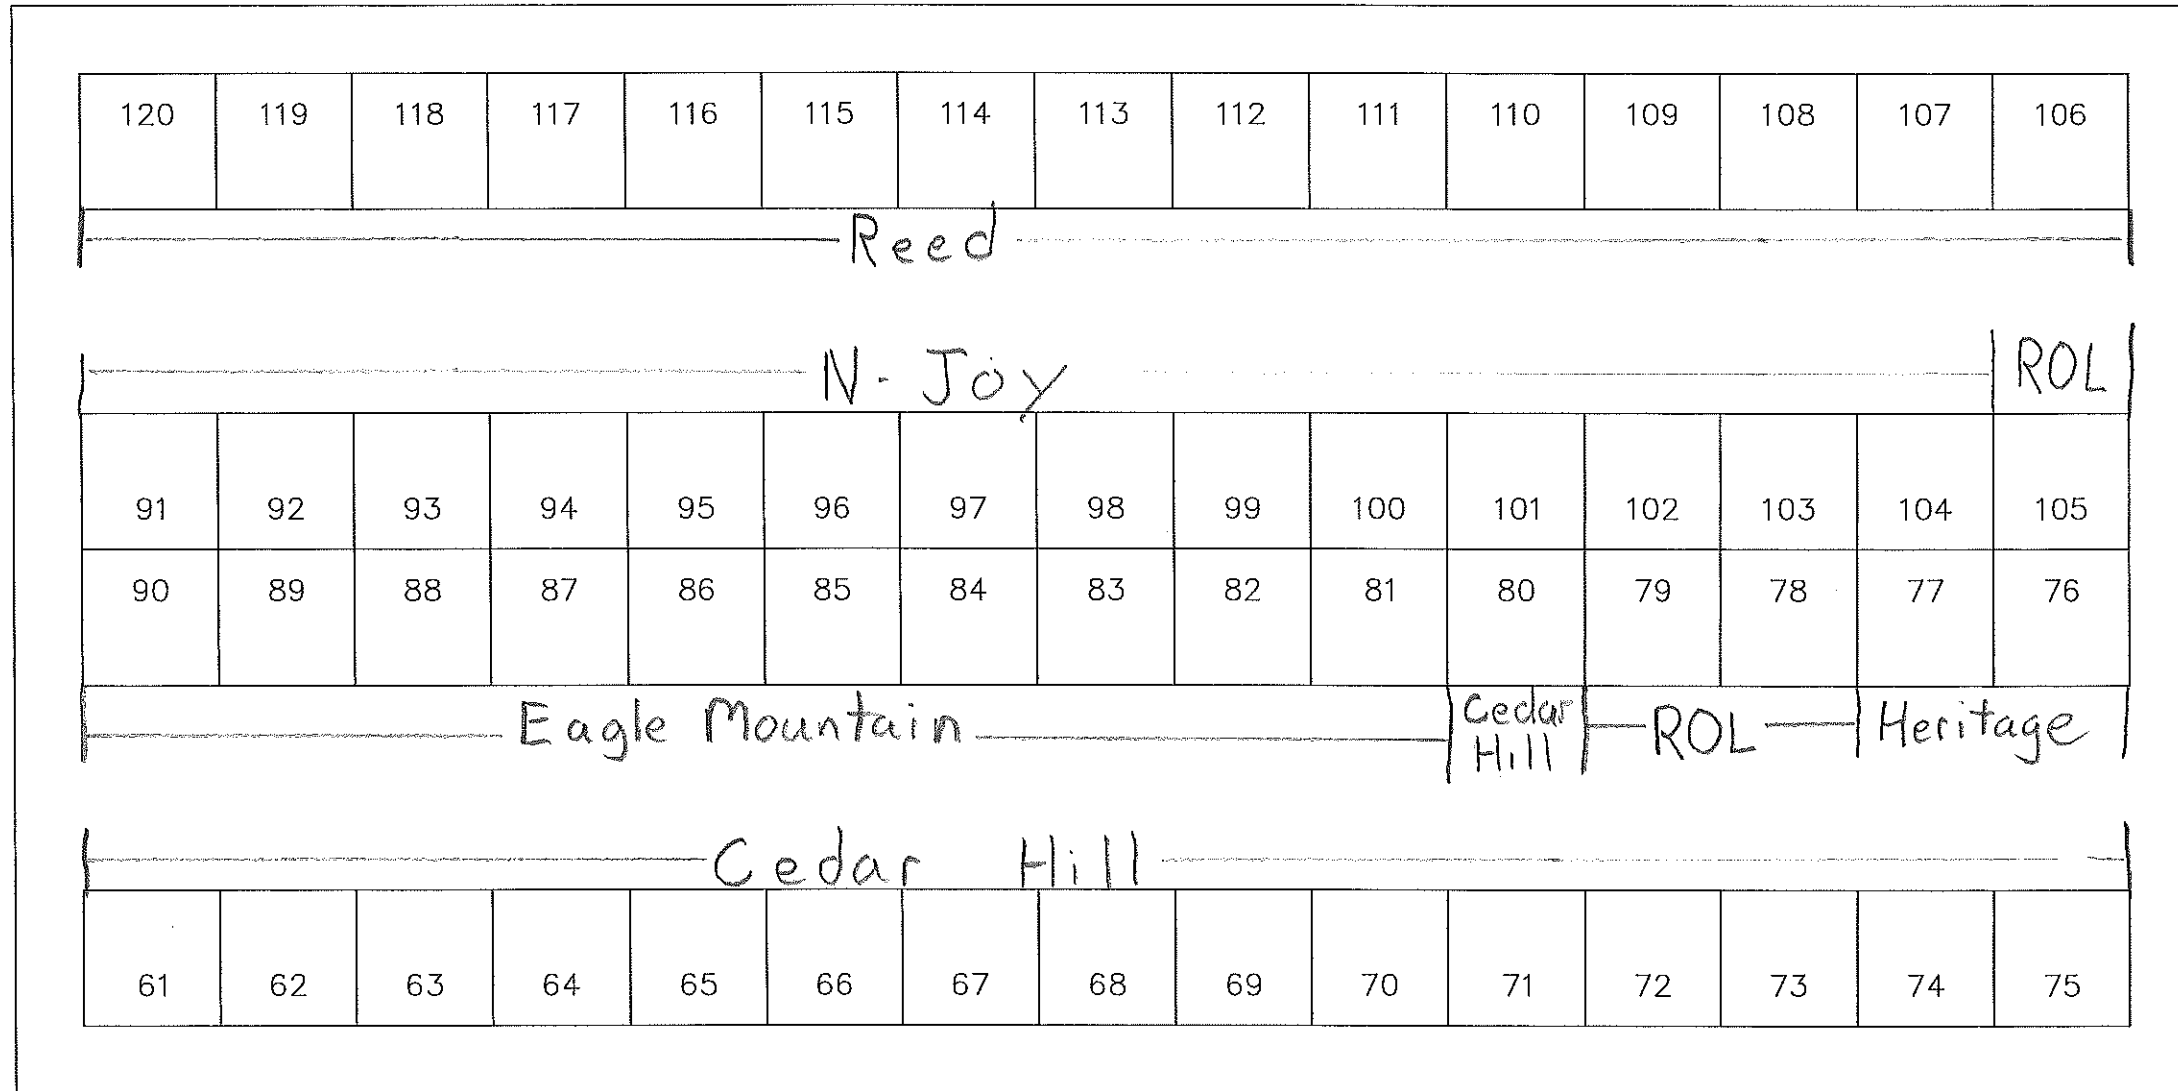 120 119 118 117 116 115 114 113 112 111 110 109 108 107 106
Reed
N-Joy ROL
91 92 93 94 95 96 97 98 99 100 101 102 103 104 105
90 89 88 87 86 85 84 83 82 81 80 79 78 77 76
Eagle Mountain Cedar Hill ROL Heritage
Cedar Hill
61 62 63 64 65 66 67 68 69 70 71 72 73 74 75